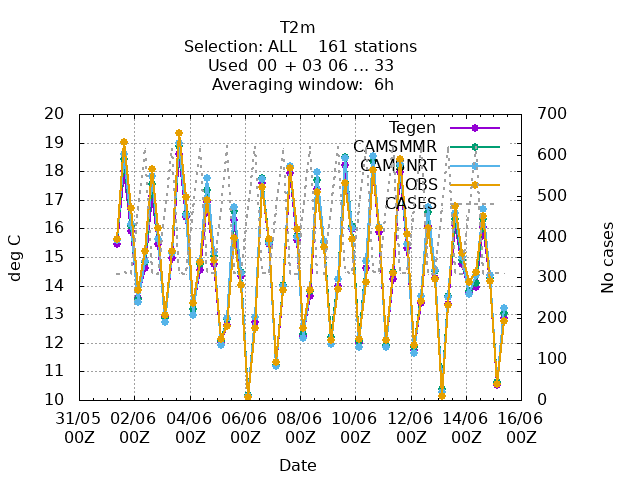 T2m
Selection: ALL    161 stations
Used  00 + 03 06 ... 33
Averaging window:  6h
deg C
20
19
18
17
16
15
14
13
12
11
10
Tegen
CAMSMMR
CAMSNXT
OBS
CASES
700
600
500
400
300
200
100
0
No cases
31/05 02/06 04/06 06/06 08/06 10/06 12/06 14/06 16/06
00Z 00Z 00Z 00Z 00Z 00Z 00Z 00Z 00Z
Date